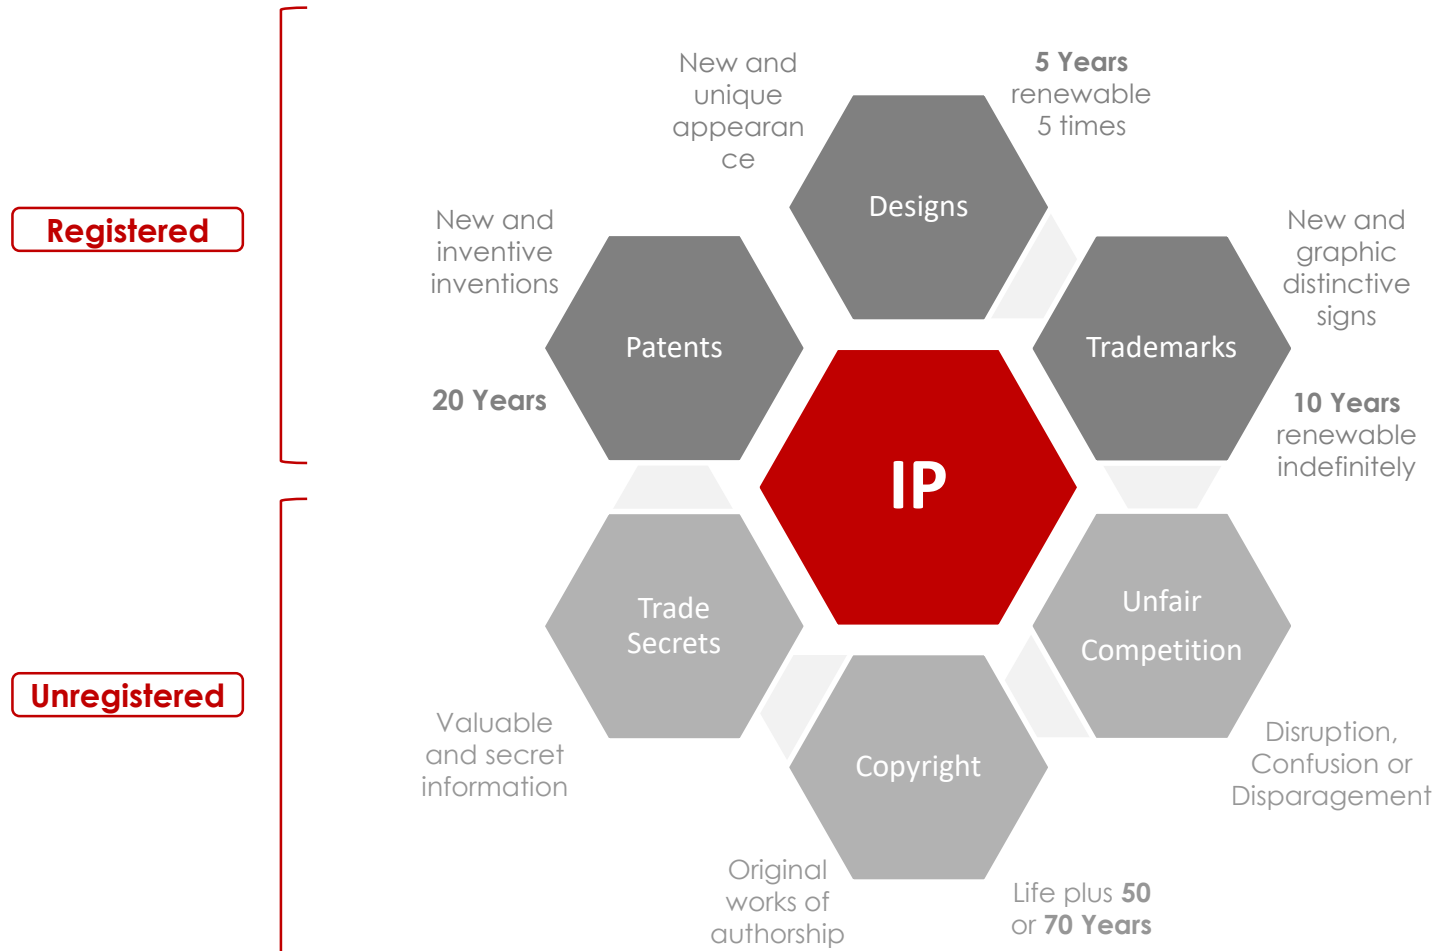 New and
unique
appearan
ce
5 Years
renewable
5 times
Designs
Registered
New and
inventive
inventions
New and
graphic
distinctive
signs
Patents
Trademarks
20 Years
10 Years
renewable
indefinitely
IP
Trade
Secrets
Unfair
Competition
Unregistered
Valuable
and secret
information
Copyright
Disruption,
Confusion or
Disparagement
Original
works of
authorship
Life plus 50
or 70 Years